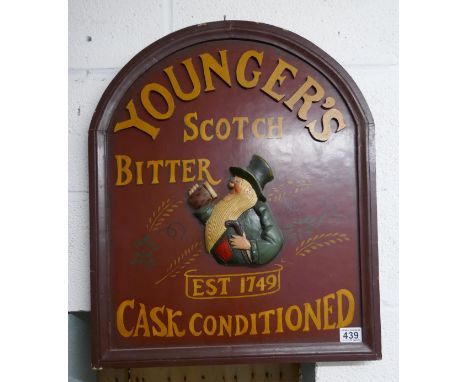 YOUNGER'S
SCOTCH
BITTER
EST 1749
CASK CONDITIONED
439